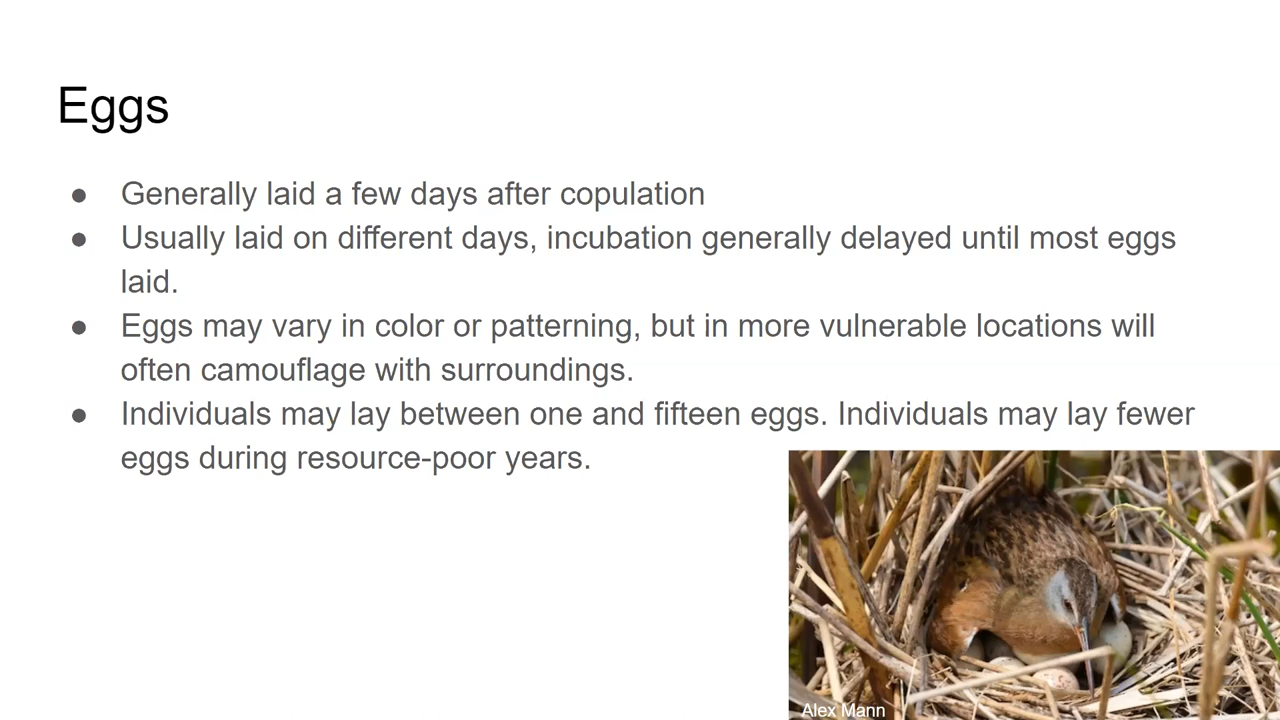 Eggs
● Generally laid a few days after copulation
● Usually laid on different days, incubation generally delayed until most eggs
laid.
● Eggs may vary in color or patterning, but in more vulnerable locations will
often camouflage with surroundings.
● Individuals may lay between one and fifteen eggs. Individuals may lay fewer
eggs during resource-poor years.
Alex Mann